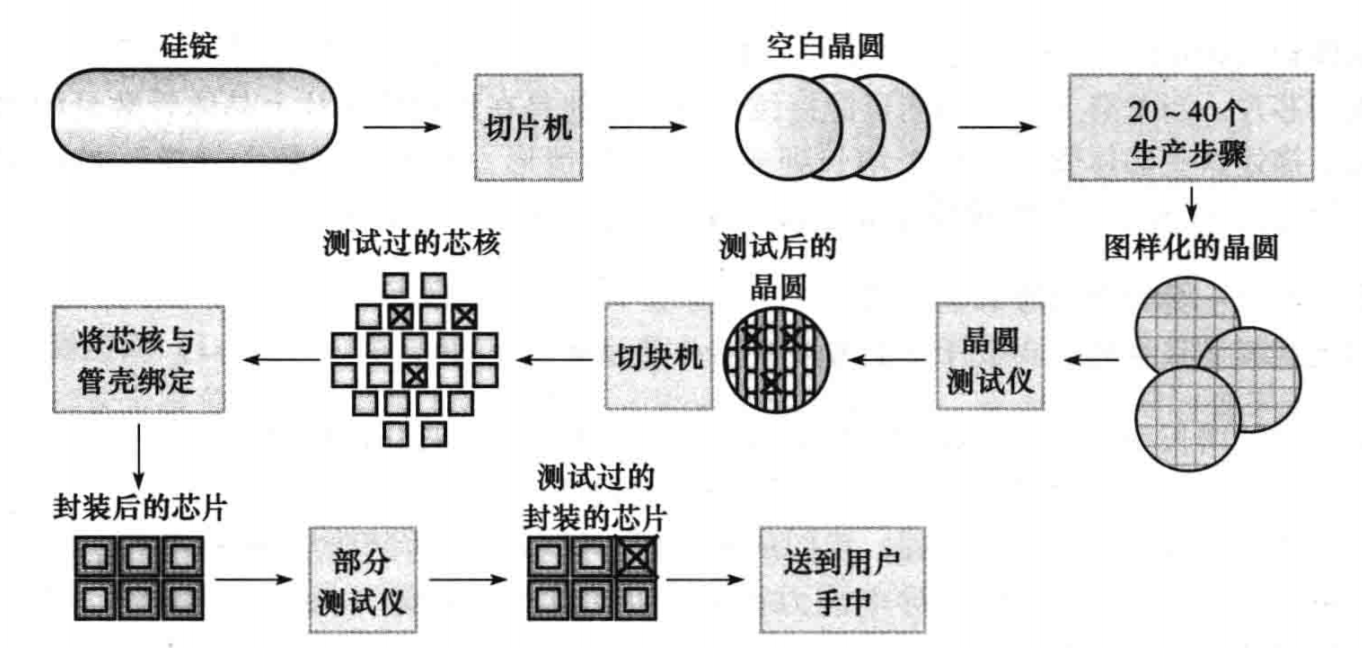 硅锭
切片机
空白晶圆
20～40个
生产步骤
测试过的芯核
测试后的
晶圆
图样化的晶圆
将芯核与
管壳绑定
切块机
晶圆
测试仪
封装后的芯片
部分
测试仪
测试过的
封装的芯片
送到用户
手中